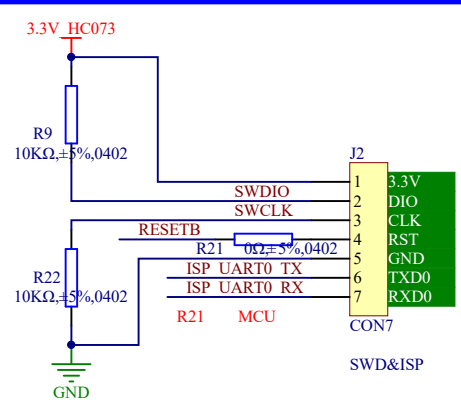 3.3V_HC073
R9
10KΩ,±5%,0402
J2
1 3.3V
SWDIO 2 DIO
SWCLK 3 CLK
RESETB 4 RST
R21 0Ω,±5%,0402
5 GND
ISP_UART0_TX 6 TXD0
ISP_UART0_RX 7 RXD0
R22
10KΩ,±5%,0402
R21 MCU
CON7
SWD&ISP
GND